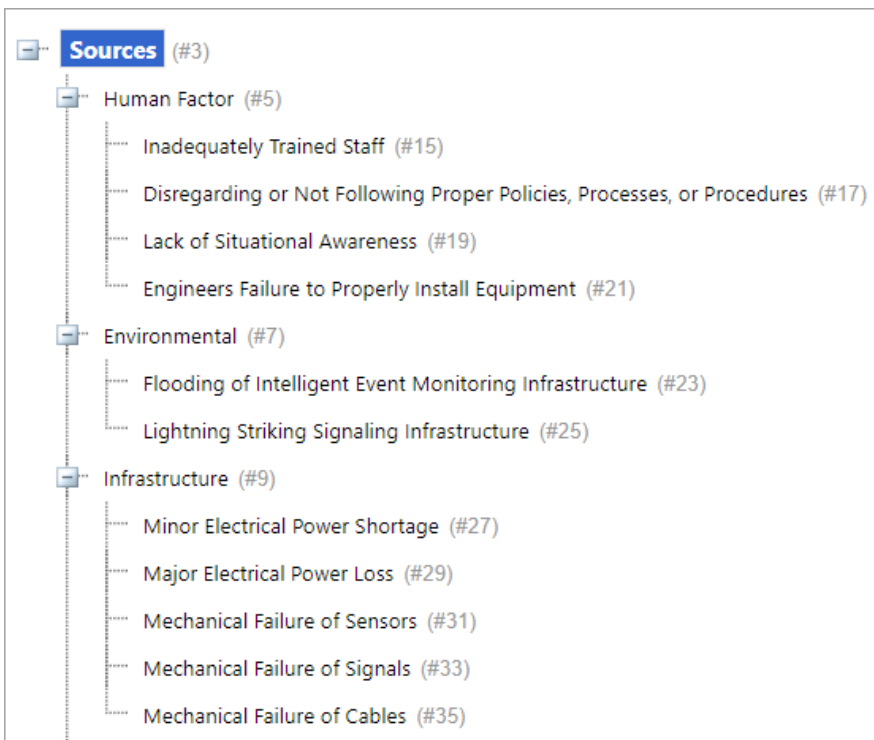 Sources (#3)
Human Factor (#5)
Inadequately Trained Staff (#15)
Disregarding or Not Following Proper Policies, Processes, or Procedures (#17)
Lack of Situational Awareness (#19)
Engineers Failure to Properly Install Equipment (#21)
Environmental (#7)
Flooding of Intelligent Event Monitoring Infrastructure (#23)
Lightning Striking Signaling Infrastructure (#25)
Infrastructure (#9)
Minor Electrical Power Shortage (#27)
Major Electrical Power Loss (#29)
Mechanical Failure of Sensors (#31)
Mechanical Failure of Signals (#33)
Mechanical Failure of Cables (#35)